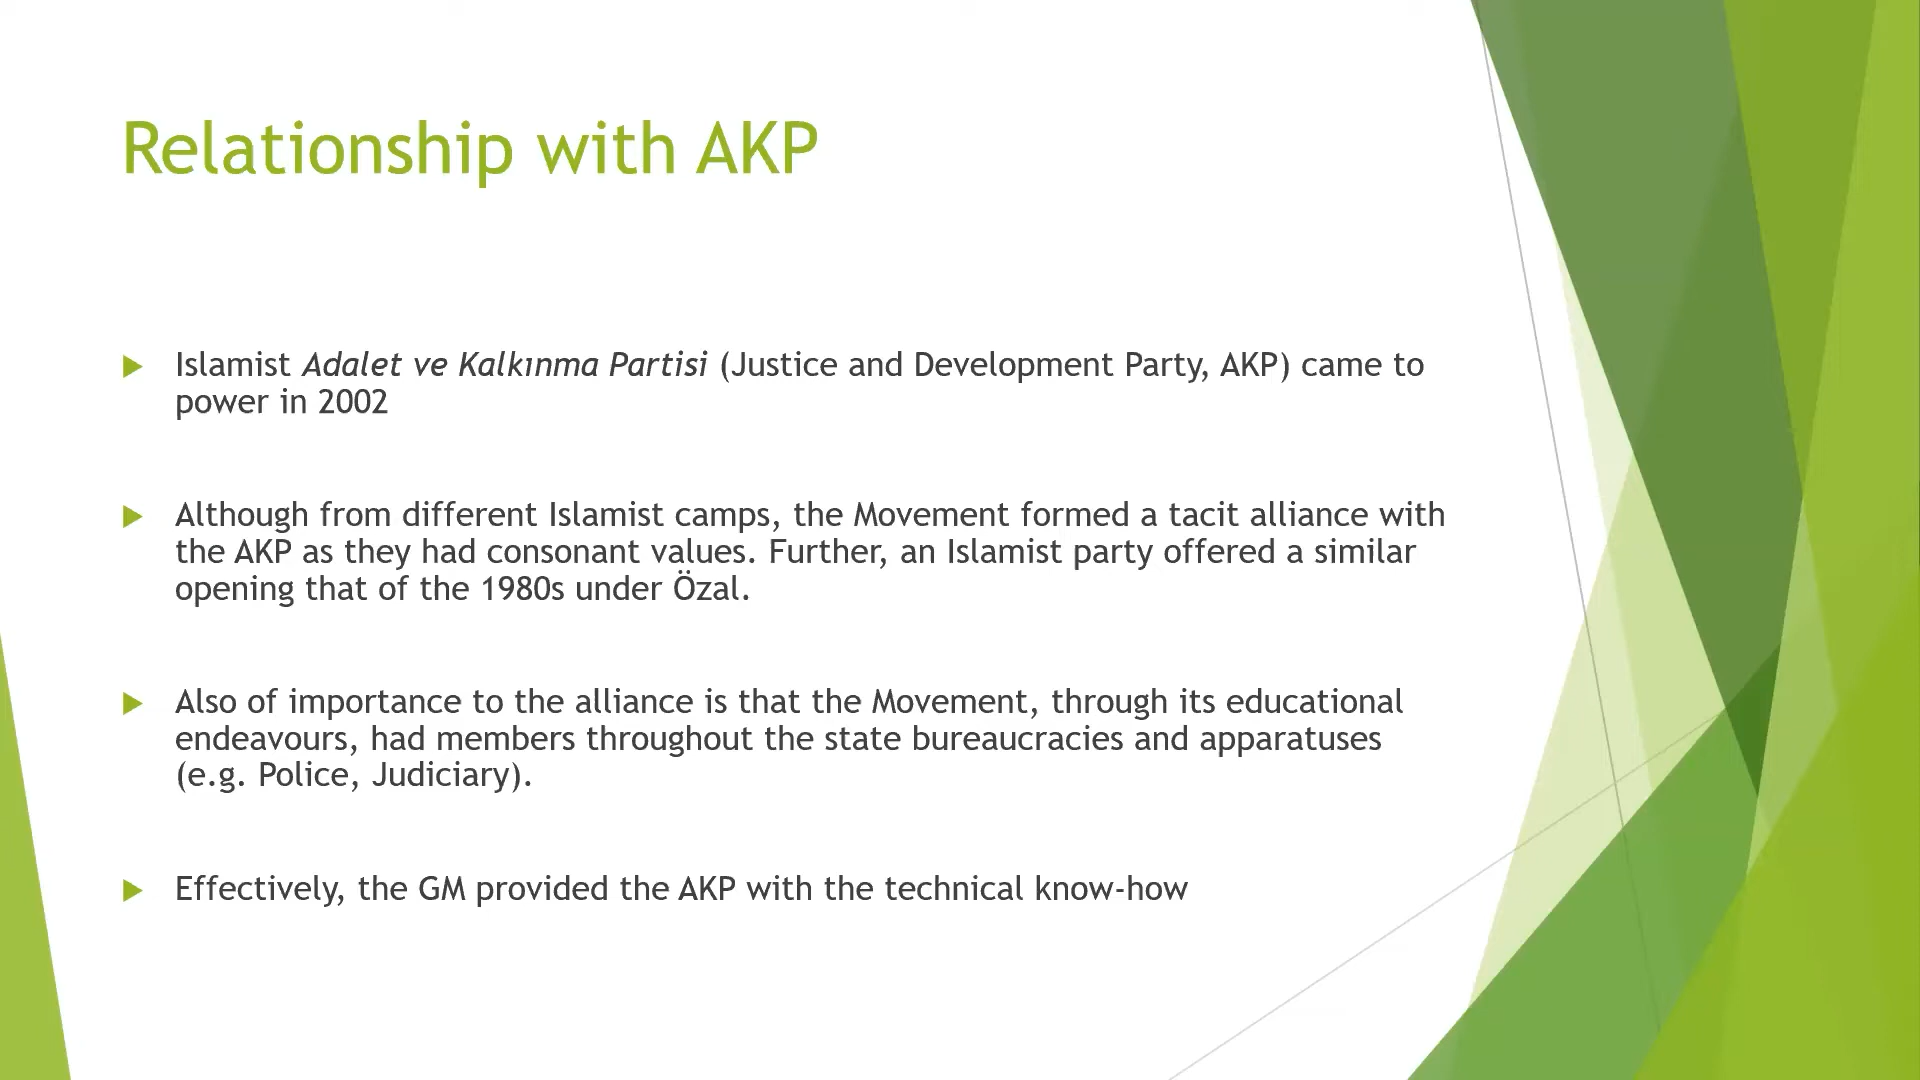 Relationship with AKP
Islamist Adalet ve Kalkınma Partisi (Justice and Development Party, AKP) came to
power in 2002
Although from different Islamist camps, the Movement formed a tacit alliance with
the AKP as they had consonant values. Further, an Islamist party offered a similar
opening that of the 1980s under Özal.
Also of importance to the alliance is that the Movement, through its educational
endeavours, had members throughout the state bureaucracies and apparatuses
(e.g. Police, Judiciary).
Effectively, the GM provided the AKP with the technical know-how